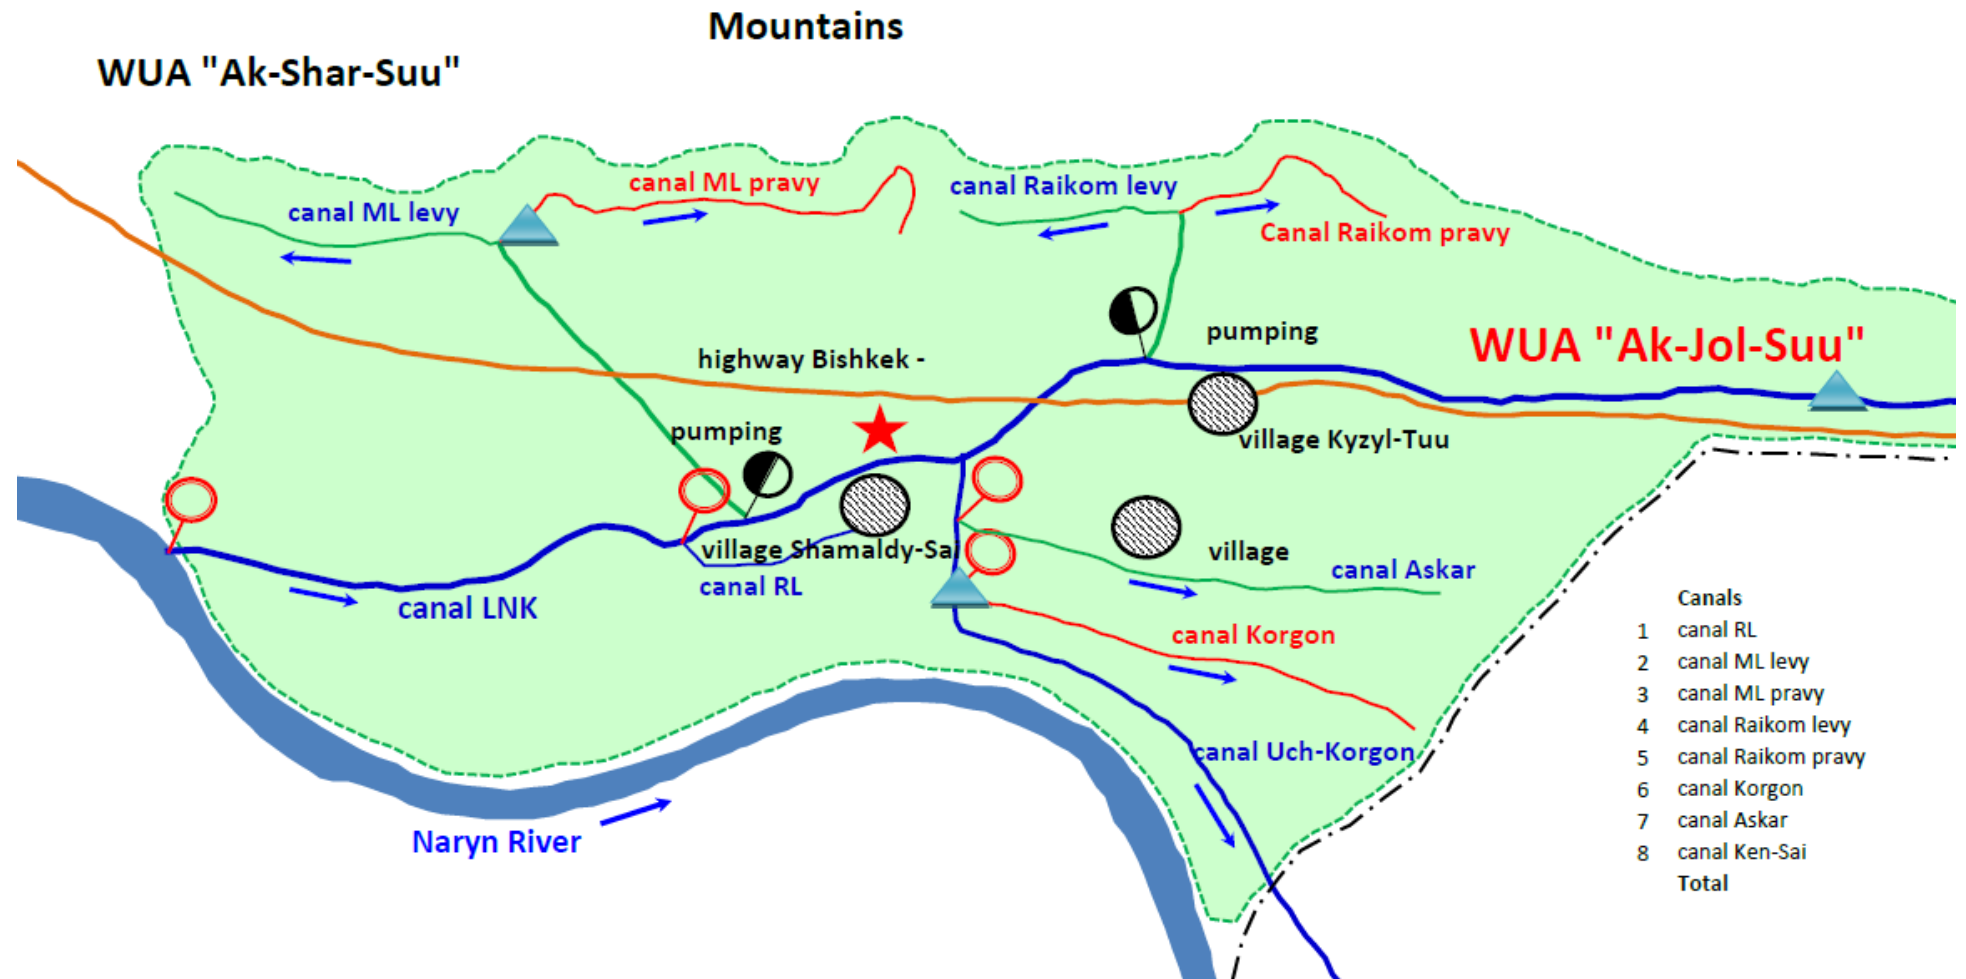 Mountains
WUA "Ak-Shar-Suu"
canal ML pravy
canal Raikom levy
canal ML levy
Canal Raikom pravy
pumping
WUA "Ak-Jol-Suu"
highway Bishkek -
pumping
village Kyzyl-Tuu
village Shamaldy-Sai
village
canal RL
canal Askar
canal LNK
canal Korgon
canal Uch-Korgon
Naryn River
Canals
1 canal RL
2 canal ML levy
3 canal ML pravy
4 canal Raikom levy
5 canal Raikom pravy
6 canal Korgon
7 canal Askar
8 canal Ken-Sai
Total